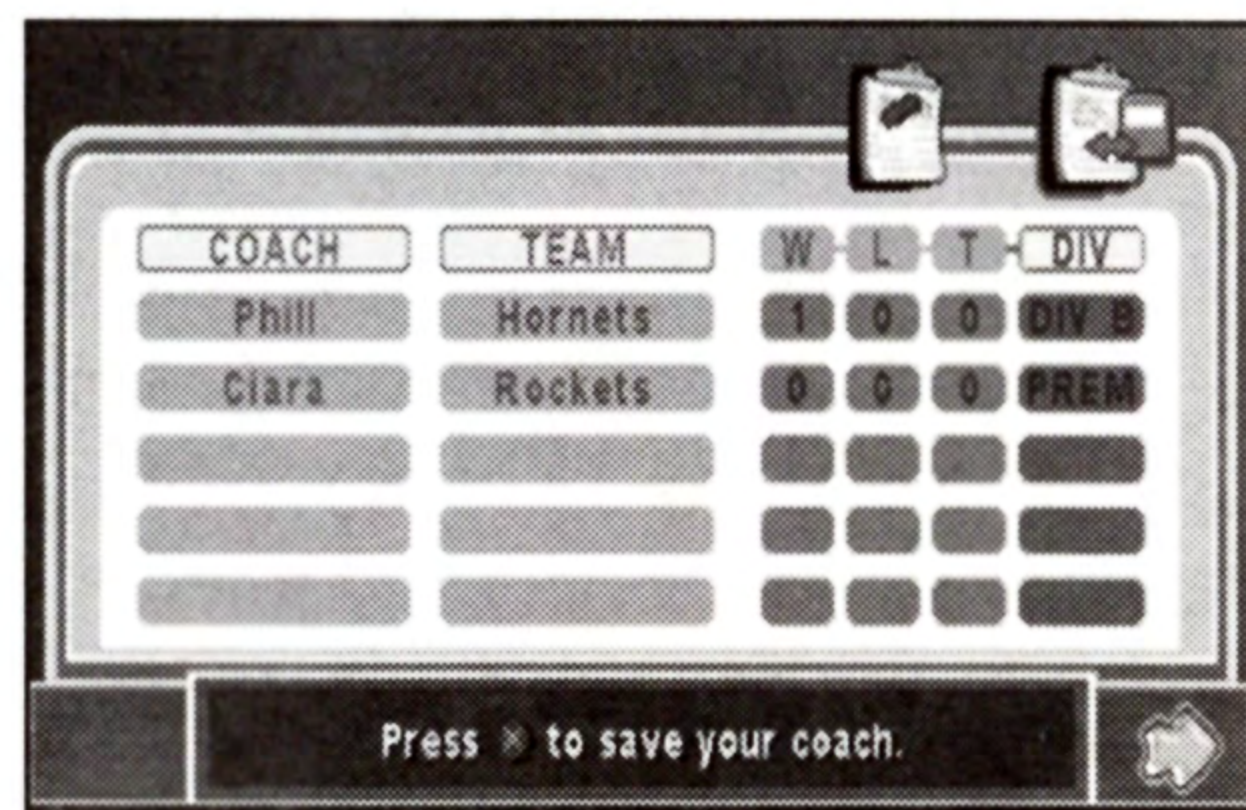 COACH TEAM W L T DIV
Phill Hornets 1 0 0 DIV B
Clara Rockets 0 0 0 PREM
Press × to save your coach.